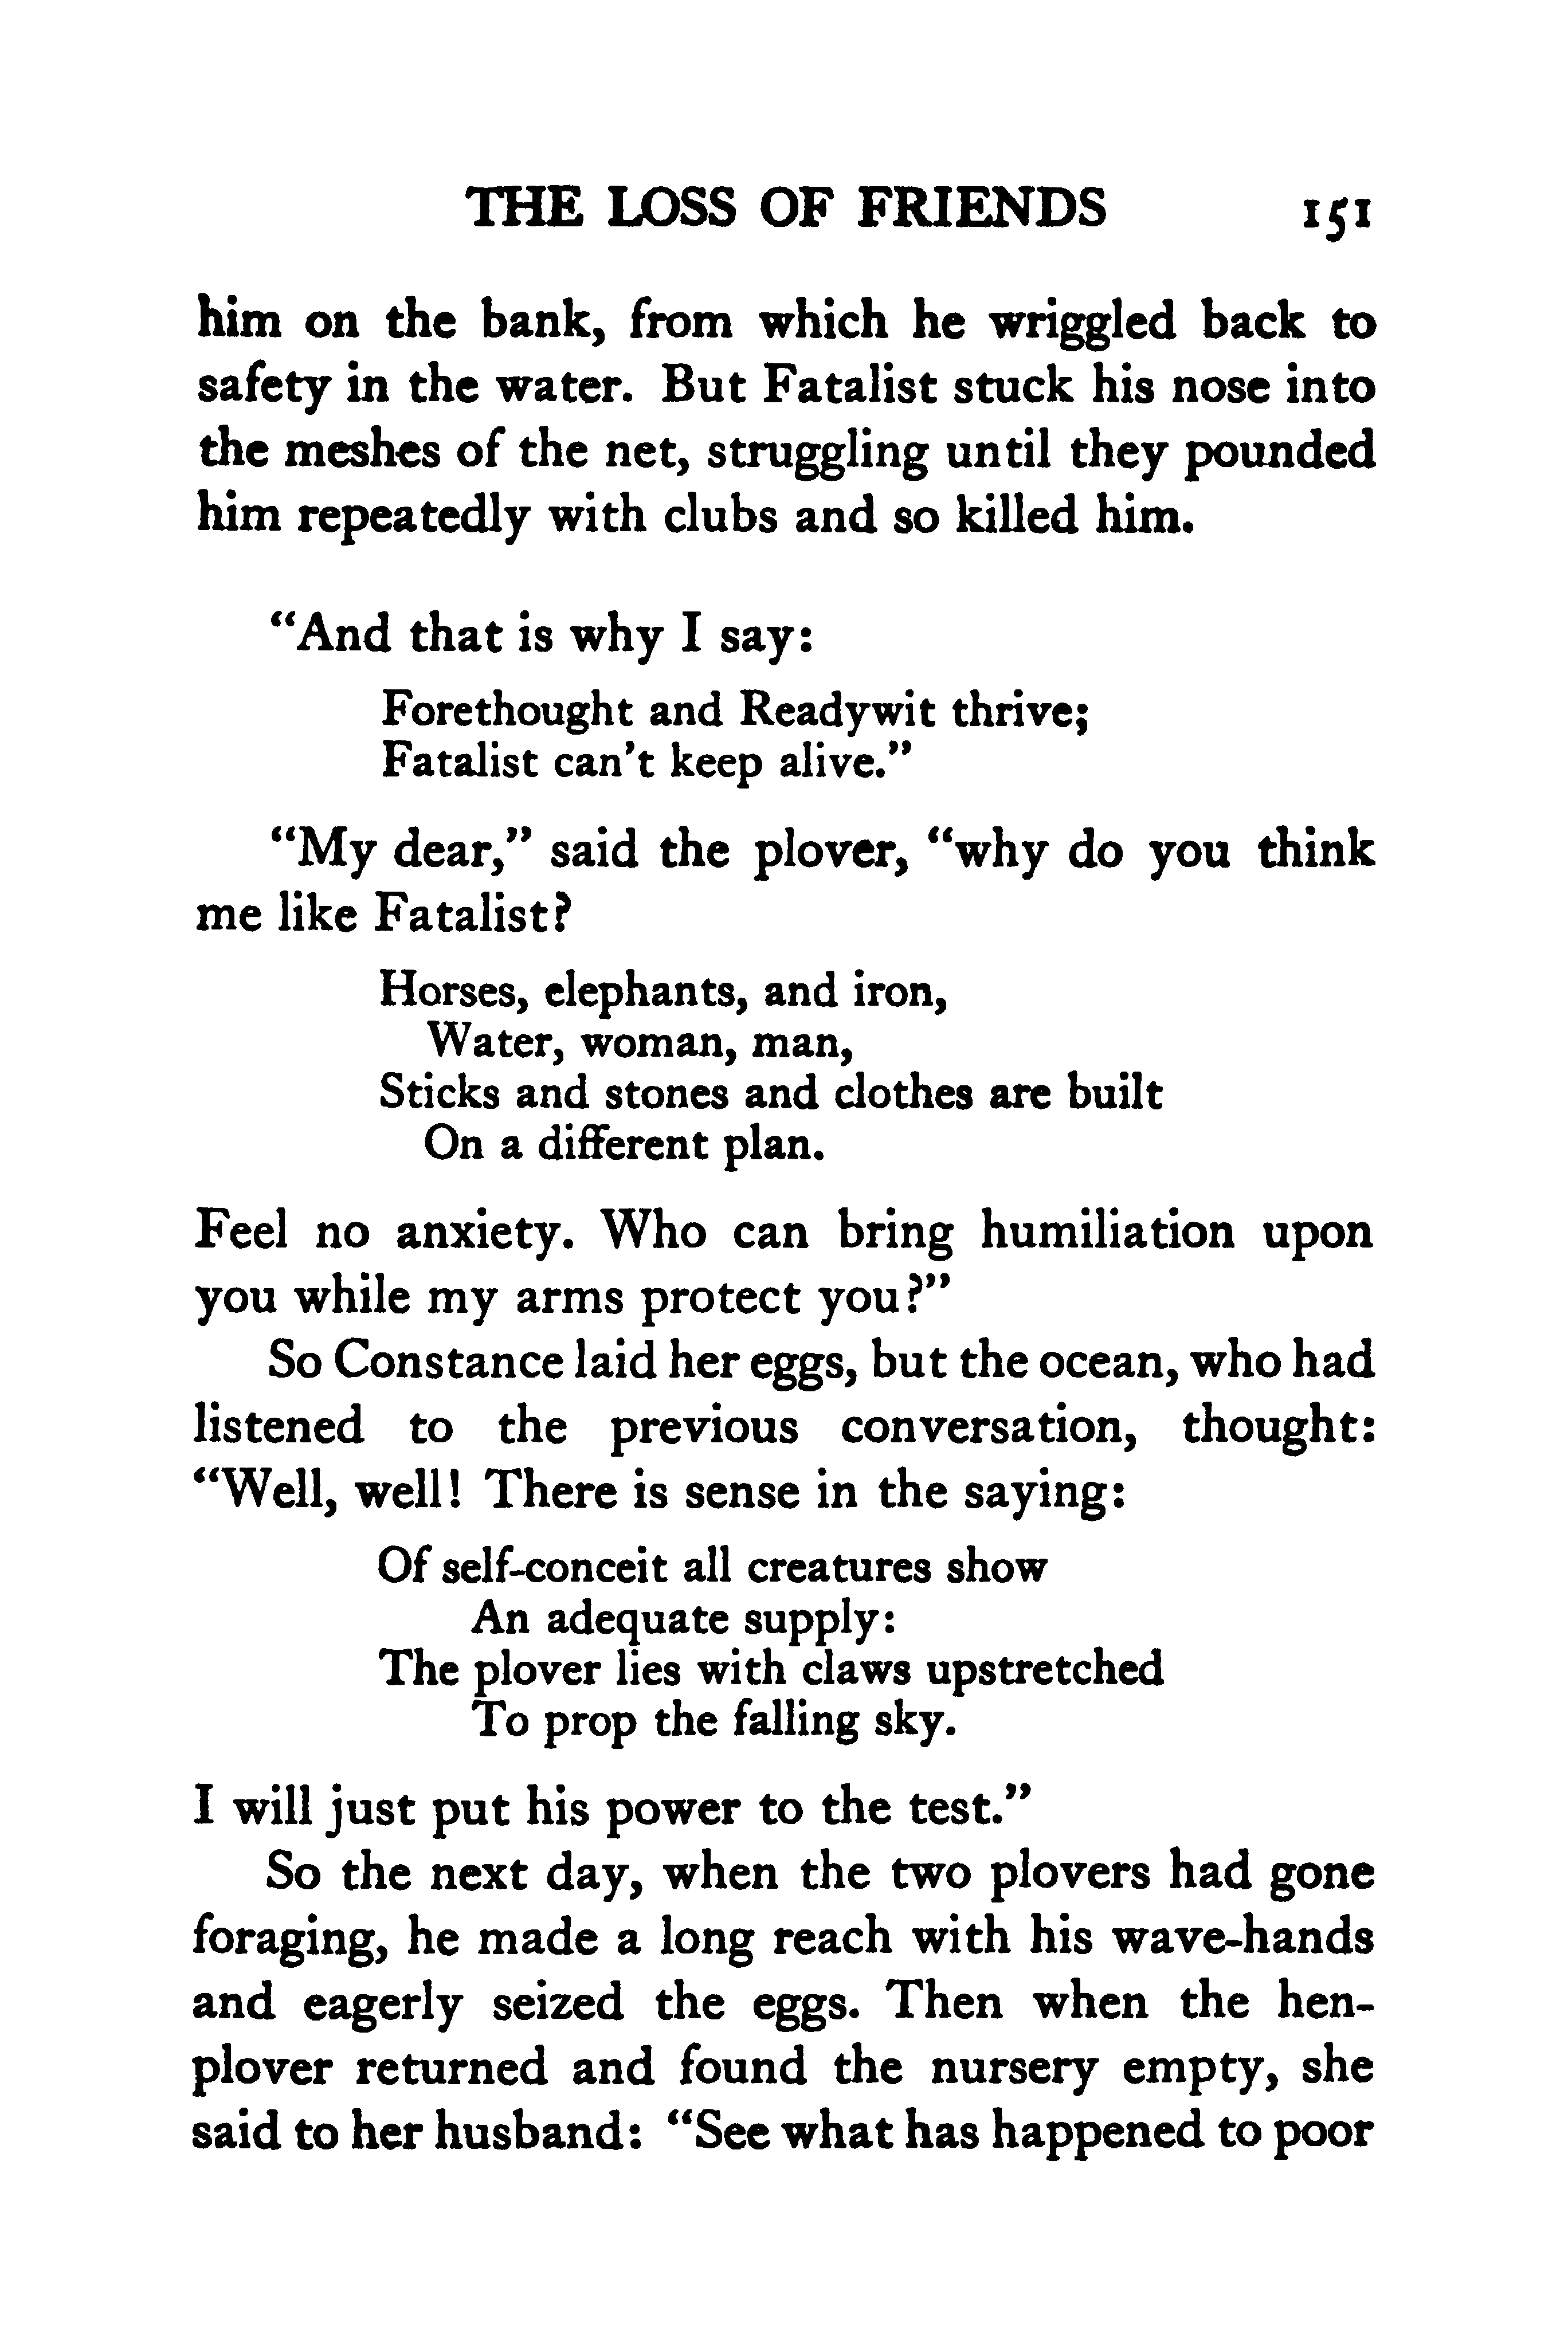 THE LOSS OF FRIENDS 151
him on the bank, from which he wriggled back to
safety in the water. But Fatalist stuck his nose into
the meshes of the net, struggling until they pounded
him repeatedly with clubs and so killed him.
“And that is why I say:
Forethought and Readywit thrive;
Fatalist can’t keep alive.”
“My dear,” said the plover, “why do you think
me like Fatalist?
Horses, elephants, and iron,
Water, woman, man,
Sticks and stones and clothes are built
On a different plan.
Feel no anxiety. Who can bring humiliation upon
you while my arms protect you?”
So Constance laid her eggs, but the ocean, who had
listened to the previous conversation, thought:
“Well, well! There is sense in the saying:
Of self-conceit all creatures show
An adequate supply:
The plover lies with claws upstretched
To prop the falling sky.
I will just put his power to the test.”
So the next day, when the two plovers had gone
foraging, he made a long reach with his wave-hands
and eagerly seized the eggs. Then when the hen-
plover returned and found the nursery empty, she
said to her husband: “See what has happened to poor